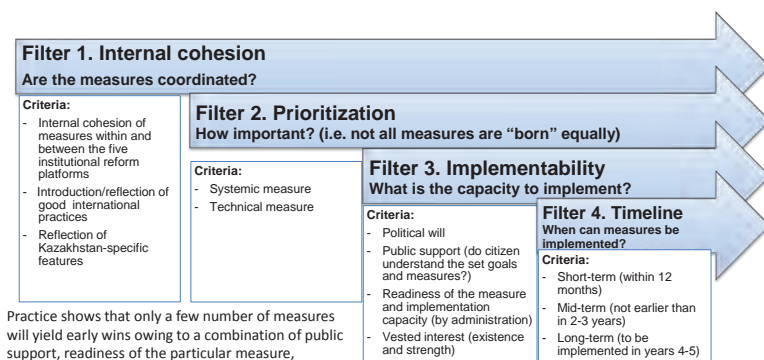 Filter 1. Internal cohesion
Are the measures coordinated?
Criteria:
- Internal cohesion of
measures within and
between the five
institutional reform
platforms
- Introduction/reflection of
good international
practices
- Reflection of
Kazakhstan-specific
features
Filter 2. Prioritization
How important? (i.e. not all measures are “born” equally)
Criteria:
- Systemic measure
- Technical measure
Filter 3. Implementability
What is the capacity to implement?
Criteria:
- Political will
- Public support (do citizen
understand the set goals
and measures?)
- Readiness of the measure
and implementation
capacity (by administration)
- Vested interest (existence
and strength)
Filter 4. Timeline
When can measures be
implemented?
Criteria:
- Short-term (within 12
months)
- Mid-term (not earlier than
in 2-3 years)
- Long-term (to be
implemented in years 4-5)
Practice shows that only a few number of measures
will yield early wins owing to a combination of public
support, readiness of the particular measure,